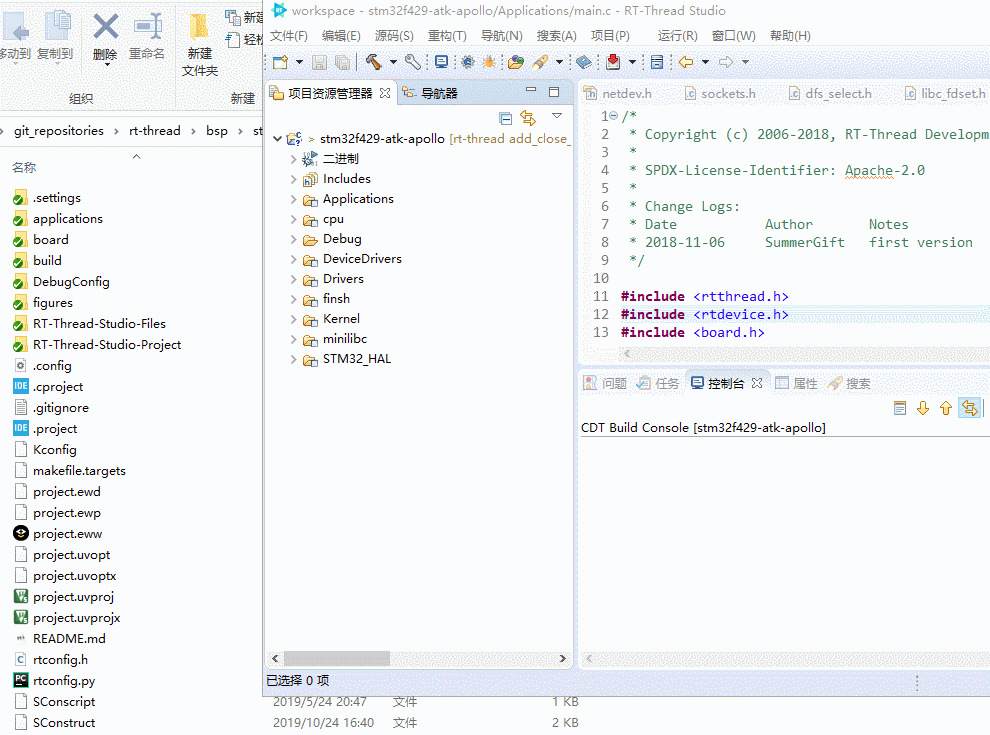 workspace - stm32f429-atk-apollo/Applications/main.c - RT-Thread Studio
文件(F) 编辑(E) 源码(S) 重构(T) 导航(N) 搜索(A) 项目(P) 运行(R) 窗口(W) 帮助(H)
移动到 复制到 删除 重命名 新建
文件夹
新建
轻松
组织 新建
git_repositories › rt-thread › bsp › st
名称
.settings
applications
board
build
DebugConfig
figures
RT-Thread-Studio-Files
RT-Thread-Studio-Project
.config
.cproject
.gitignore
.project
Kconfig
makefile.targets
project.ewd
project.ewp
project.eww
project.uvopt
project.uvoptx
project.uvproj
project.uvprojx
README.md
rtconfig.h
rtconfig.py
SConscript
SConstruct
项目资源管理器 导航器
> stm32f429-atk-apollo [rt-thread add_close_
二进制
Includes
Applications
cpu
Debug
DeviceDrivers
Drivers
finsh
Kernel
minilibc
STM32_HAL
已选择 0 项
2019/5/24 20:47 文件 1 KB
2019/10/24 16:40 文件 2 KB
netdev.h sockets.h dfs_select.h libc_fdset.h
1 /*
2 * Copyright (c) 2006-2018, RT-Thread Developm
3 *
4 * SPDX-License-Identifier: Apache-2.0
5 *
6 * Change Logs:
7 * Date Author Notes
8 * 2018-11-06 SummerGift first version
9 */
10
11 #include <rtthread.h>
12 #include <rtdevice.h>
13 #include <board.h>
问题 任务 控制台 属性 搜索
CDT Build Console [stm32f429-atk-apollo]